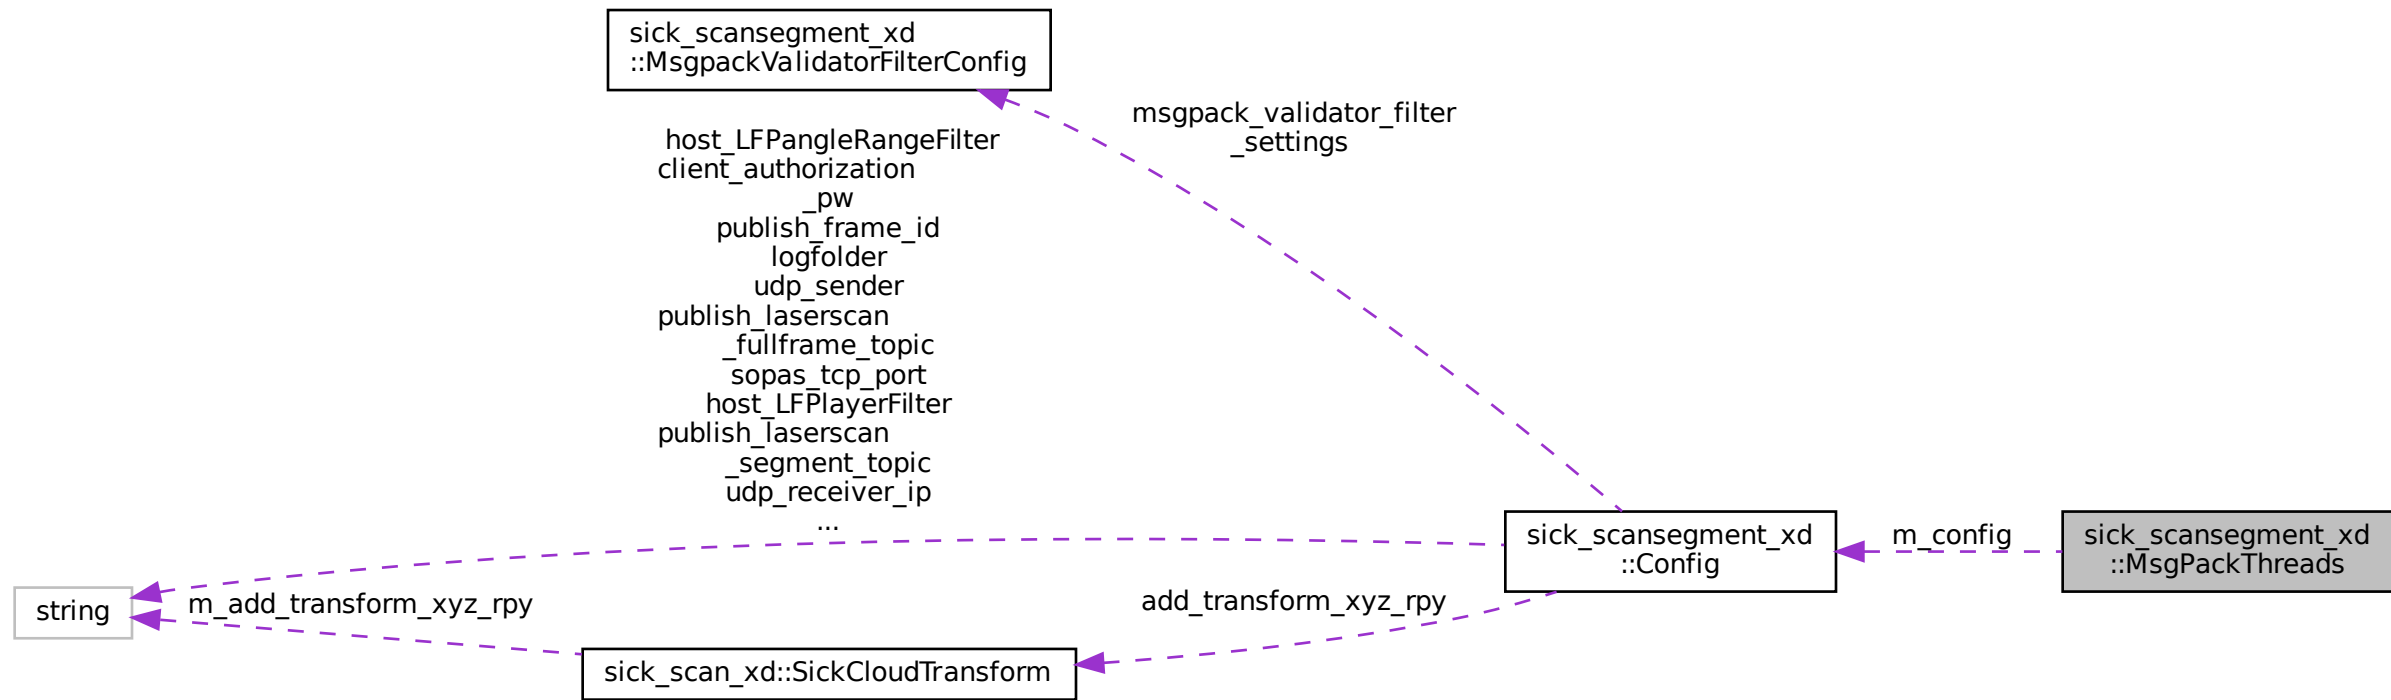 sick_scansegment_xd
::MsgpackValidatorFilterConfig
msgpack_validator_filter
_settings
host_LFPangleRangeFilter
client_authorization
_pw
publish_frame_id
logfolder
udp_sender
publish_laserscan
_fullframe_topic
sopas_tcp_port
host_LFPlayerFilter
publish_laserscan
_segment_topic
udp_receiver_ip
...
sick_scansegment_xd
::Config
m_config
sick_scansegment_xd
::MsgPackThreads
string
m_add_transform_xyz_rpy
add_transform_xyz_rpy
sick_scan_xd::SickCloudTransform